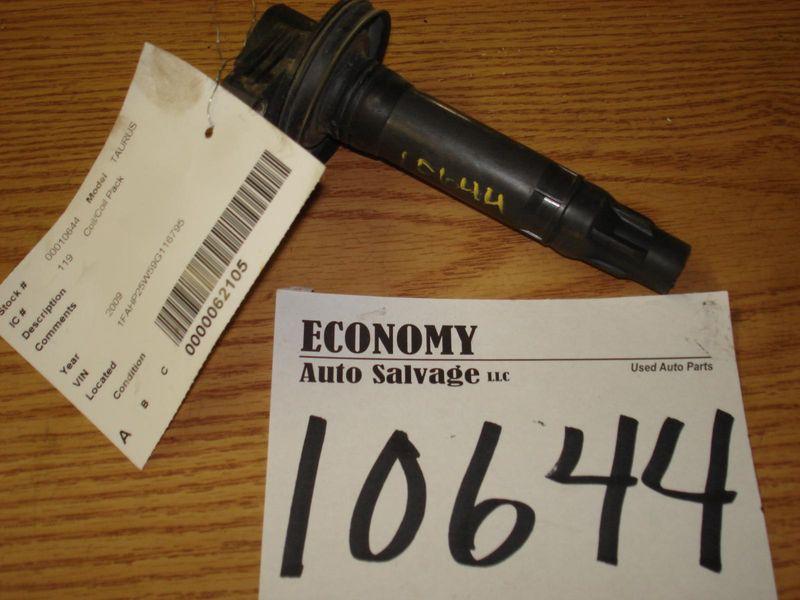 Stock # 00010644 Model TAURUS
IC # 119 Coil/Coil Pack
Description
Comments
Year 2009
VIN 1FAHP25W59G116795
Located
Condition
A B C
0000062105
10644
ECONOMY
Auto Salvage LLC
Used Auto Parts
10644